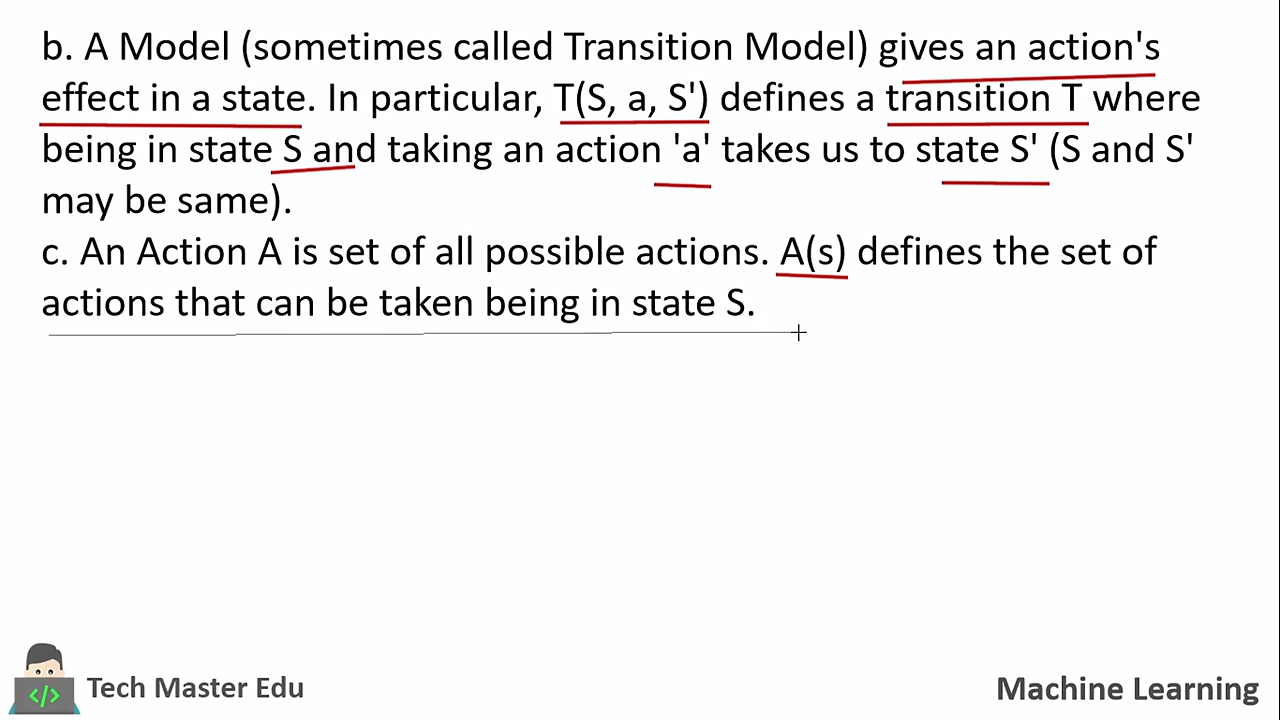 b. A Model (sometimes called Transition Model) gives an action's
effect in a state. In particular, T(S, a, S') defines a transition T where
being in state S and taking an action 'a' takes us to state S' (S and S'
may be same).
c. An Action A is set of all possible actions. A(s) defines the set of
actions that can be taken being in state S.
</>
Tech Master Edu
Machine Learning